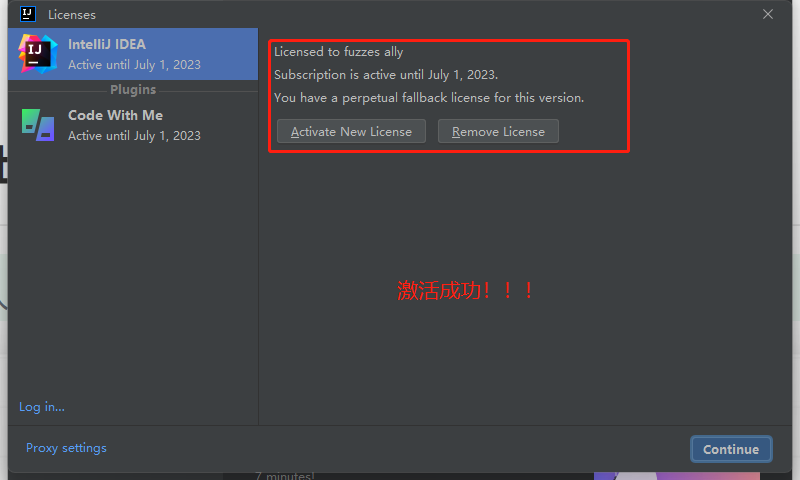 Licenses
IntelliJ IDEA
Active until July 1, 2023
Plugins
Code With Me
Active until July 1, 2023
Licensed to fuzzes ally
Subscription is active until July 1, 2023.
You have a perpetual fallback license for this version.
Activate New License
Remove License
激活成功！！！
Log in...
Proxy settings
Continue
7 minutes!